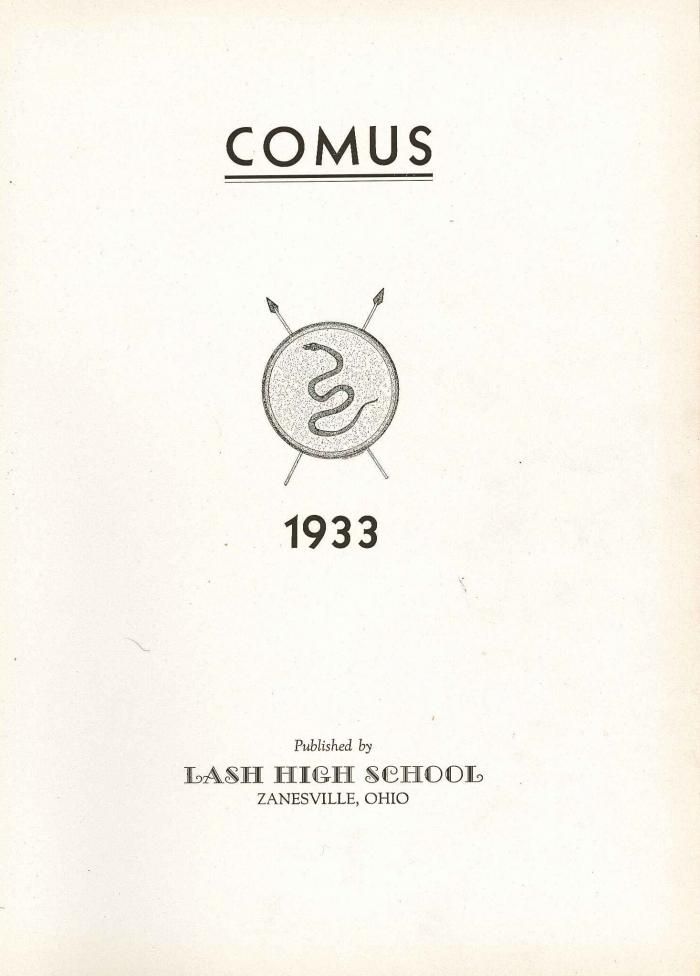 COMUS
1933
Published by
LASH HIGH SCHOOL
ZANESVILLE, OHIO